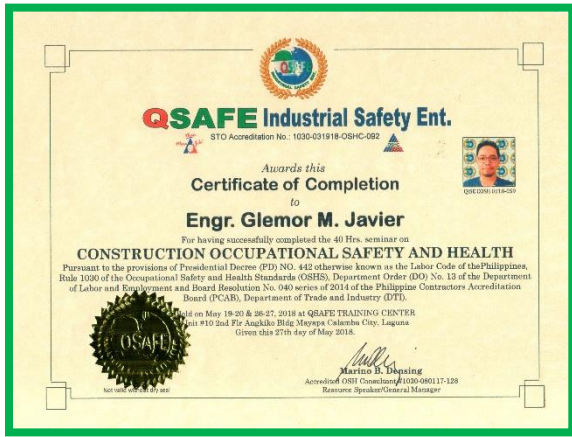 QSAFE Industrial Safety Ent.
STO Accreditation No.: 1030-031918-OSHC-092
Awards this
Certificate of Completion
to
Engr. Glemor M. Javier
For having successfully completed the 40 Hrs. seminar on
CONSTRUCTION OCCUPATIONAL SAFETY AND HEALTH
Pursuant to the provisions of Presidential Decree (PD) NO. 442 otherwise known as the Labor Code of thePhilippines,
Rule 1030 of the Occupational Safety and Health Standards (OSHS), Department Order (DO) No. 13 of the Department
of Labor and Employment and Board Resolution No. 040 series of 2014 of the Philippine Contractors Accreditation
Board (PCAB), Department of Trade and Industry (DTI).
on May 19-20 & 26-27, 2018 at QSAFE TRAINING CENTER
#10 2nd Flr Angkiko Bldg Mayapa Calamba City, Laguna
Given this 27th day of May 2018.
QSAFE
Marino B. Densing
Accredited OSH Consultant #1030-080117-128
Resource Speaker/General Manager
Not valid without dry seal